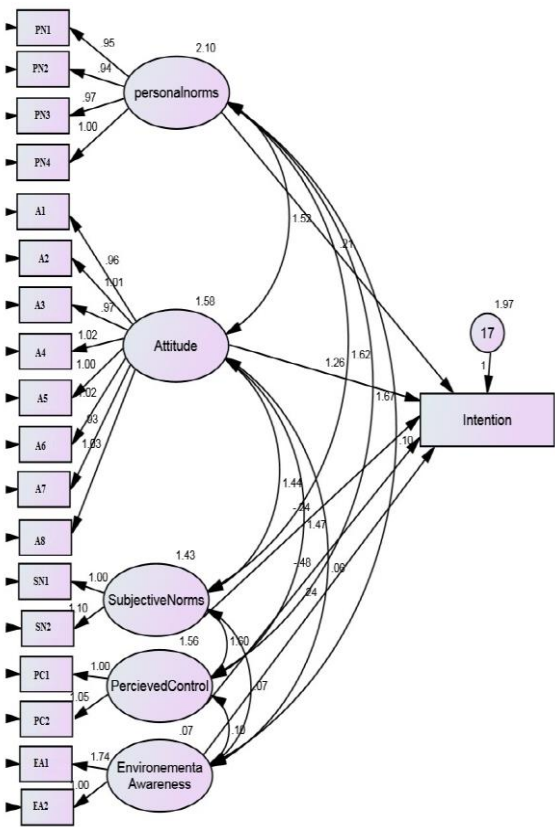 PN1
.95
2.10
PN2
.94
personalnorms
PN3
.97
1.00
PN4
A1
1.52
.21
A2
.96
1.01
A3
.97
1.58
1.97
A4
1.02
Attitude
17
1.00
1.26
1.62
1
A5
1.02
1.67
Intention
.93
A6
1.03
.10
A7
1.44
A8
1.47
1.43
-.48
.06
SN1
1.00
SubjectiveNorms
.24
SN2
1.10
1.56
1.60
PC1
1.00
PercievedControl
.07
PC2
1.05
.07
.10
EA1
1.74
Environementa
Awareness
EA2
1.00